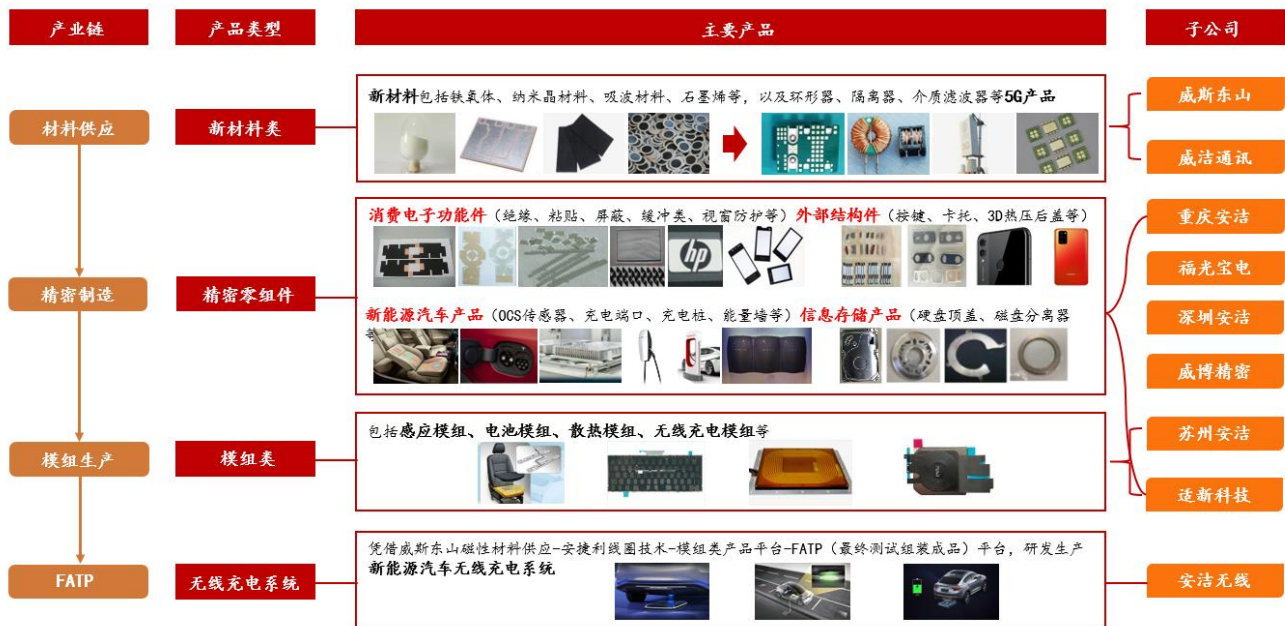 产业链
产品类型
主要产品
子公司
材料供应
新材料类
新材料包括铁氧体、纳米晶材料、吸波材料、石墨烯等，以及环形器、隔离器、介质滤波器等5G产品
威斯东山
威洁通讯
精密制造
精密零组件
消费电子功能件（绝缘、粘贴、屏蔽、缓冲类、视窗防护等）外部结构件（按键、卡托、3D热压后盖等）
hp
新能源汽车产品（OCS传感器、充电端口、充电桩、能量墙等）信息存储产品（硬盘顶盖、磁盘分离器
等
重庆安洁
福光宝电
深圳安洁
威博精密
苏州安洁
适新科技
模组生产
模组类
包括感应模组、电池模组、散热模组、无线充电模组等
FATP
无线充电系统
凭借威斯东山磁性材料供应-安捷利线圈技术-模组类产品平台-FATP（最终测试组装成品）平台，研发生产
新能源汽车无线充电系统
安洁无线